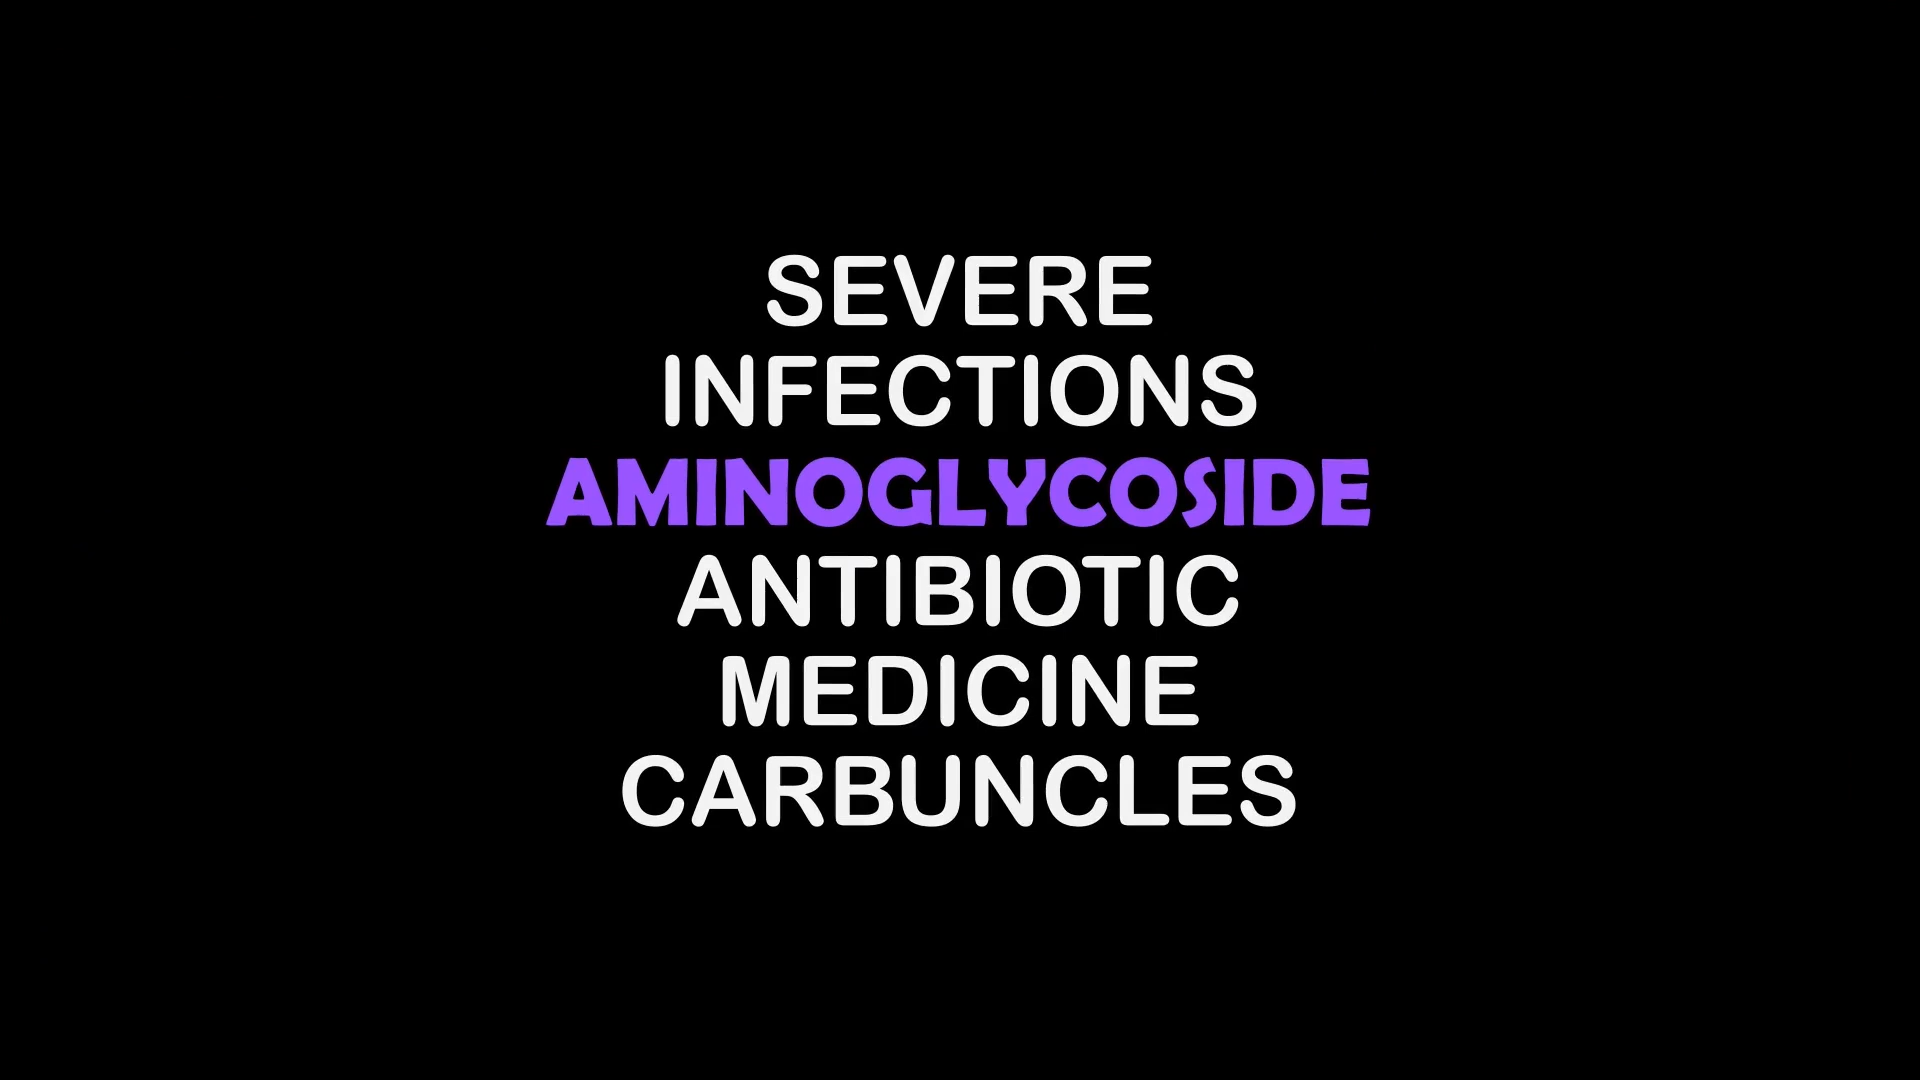 SEVERE
INFECTIONS
AMINOGLYCOSIDE
ANTIBIOTIC
MEDICINE
CARBUNCLES